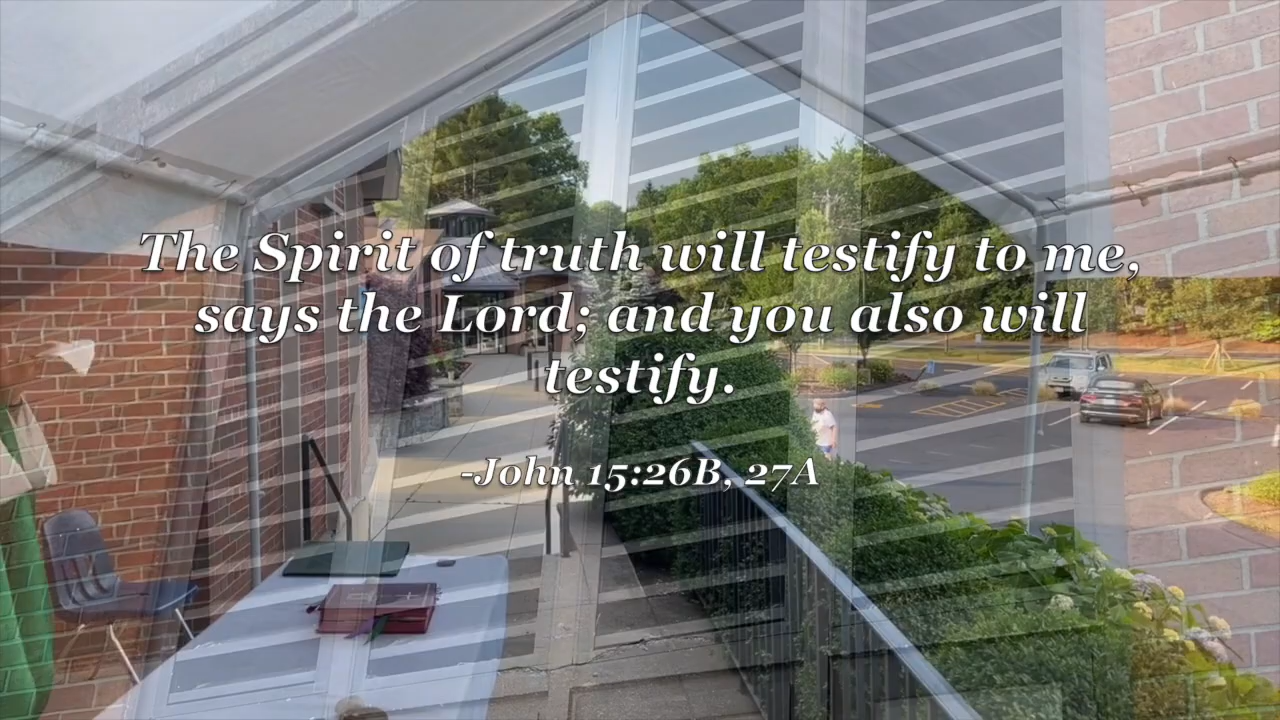 The Spirit of truth will testify to me,
says the Lord; and you also will
testify.
-John 15:26B, 27A